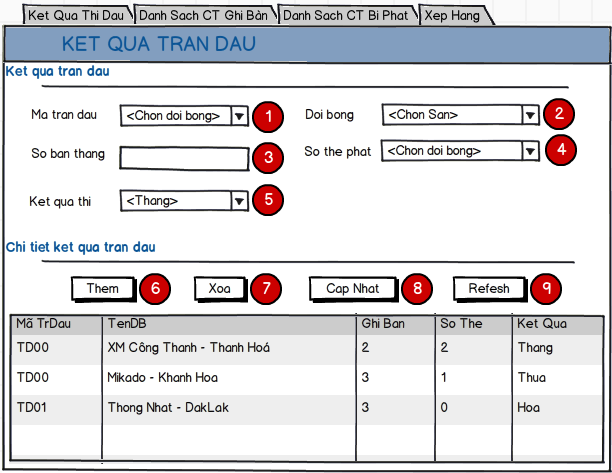 Ket Qua Thi Dau Danh Sach CT Ghi Bàn Danh Sach CT Bi Phat Xep Hang
KET QUA TRAN DAU
Ket qua tran dau
Ma tran dau <Chon doi bong> 1 Doi bong <Chon San> 2
So ban thang 3 So the phat <Chon doi bong> 4
Ket qua thi <Thang> 5
Chi tiet ket qua tran dau
Them 6 Xoa 7 Cap Nhat 8 Refesh 9
Mã TrDau TenDB Ghi Ban So The Ket Qua
TD00 XM Công Thanh - Thanh Hoá 2 2 Thang
TD00 Mikado - Khanh Hoa 3 1 Thua
TD01 Thong Nhat - DakLak 3 0 Hoa